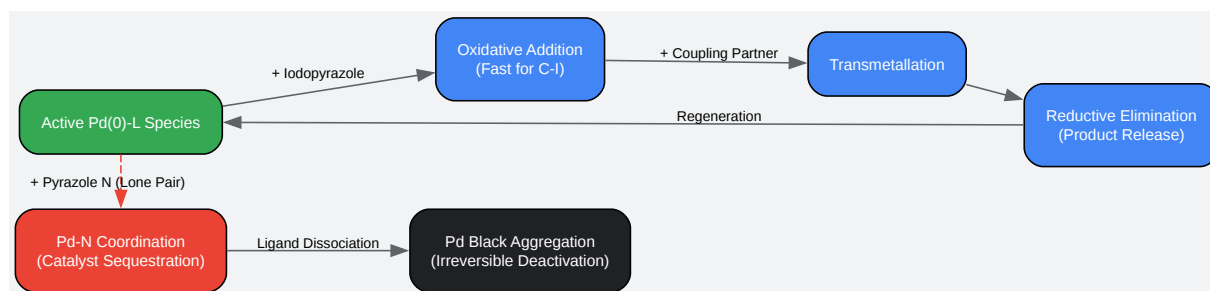 Oxidative Addition
(Fast for C-I)
+ Coupling Partner
Transmetallation
+ Iodopyrazole
Active Pd(0)-L Species
Regeneration
Reductive Elimination
(Product Release)
+ Pyrazole N (Lone Pair)
Pd-N Coordination
(Catalyst Sequestration)
Ligand Dissociation
Pd Black Aggregation
(Irreversible Deactivation)